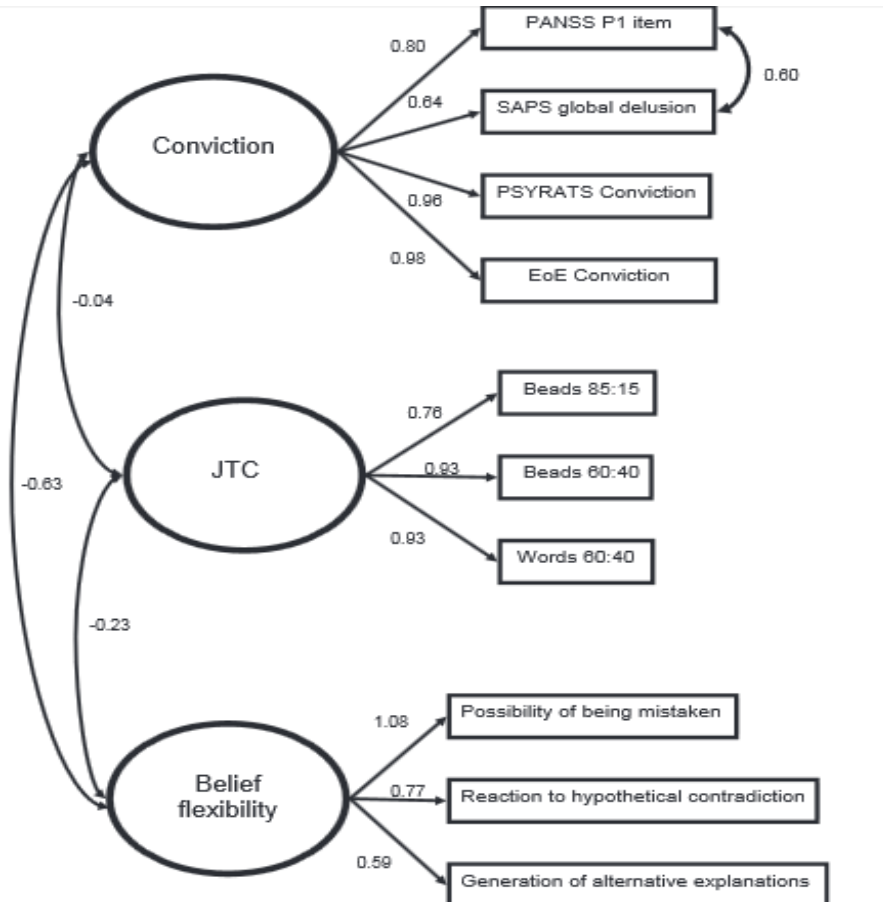 PANSS P1 item
0.80
0.60
0.64
SAPS global delusion
Conviction
PSYRATS Conviction
0.96
0.98
EoE Conviction
-0.04
Beads 85:15
0.76
JTC
0.93
Beads 60:40
-0.63
0.93
Words 60:40
-0.23
Possibility of being mistaken
1.08
Belief
flexibility
0.77
Reaction to hypothetical contradiction
0.59
Generation of alternative explanations